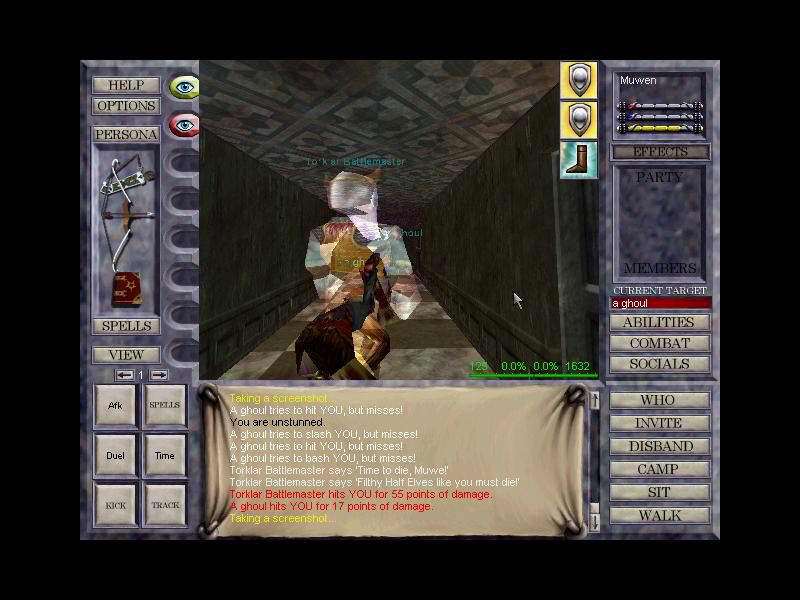 HELP
OPTIONS
PERSONA
SPELLS
VIEW
1
Afk
SPELLS
Duel
Time
KICK
TRACK
Torklar Battlemaster
ghoul
a gh
125 0.0% 0.0% 1632
Taking a screenshot...
A ghoul tries to hit YOU, but misses!
You are unstunned.
A ghoul tries to slash YOU, but misses!
A ghoul tries to hit YOU, but misses!
A ghoul tries to bash YOU, but misses!
Torklar Battlemaster says 'Time to die, Muwe!'
Torklar Battlemaster says 'Filthy Half Elves like you must die!'
Torklar Battlemaster hits YOU for 55 points of damage.
A ghoul hits YOU for 17 points of damage.
Taking a screenshot...
Muwen
EFFECTS
PARTY
MEMBERS
CURRENT TARGET
a ghoul
ABILITIES
COMBAT
SOCIALS
WHO
INVITE
DISBAND
CAMP
SIT
WALK